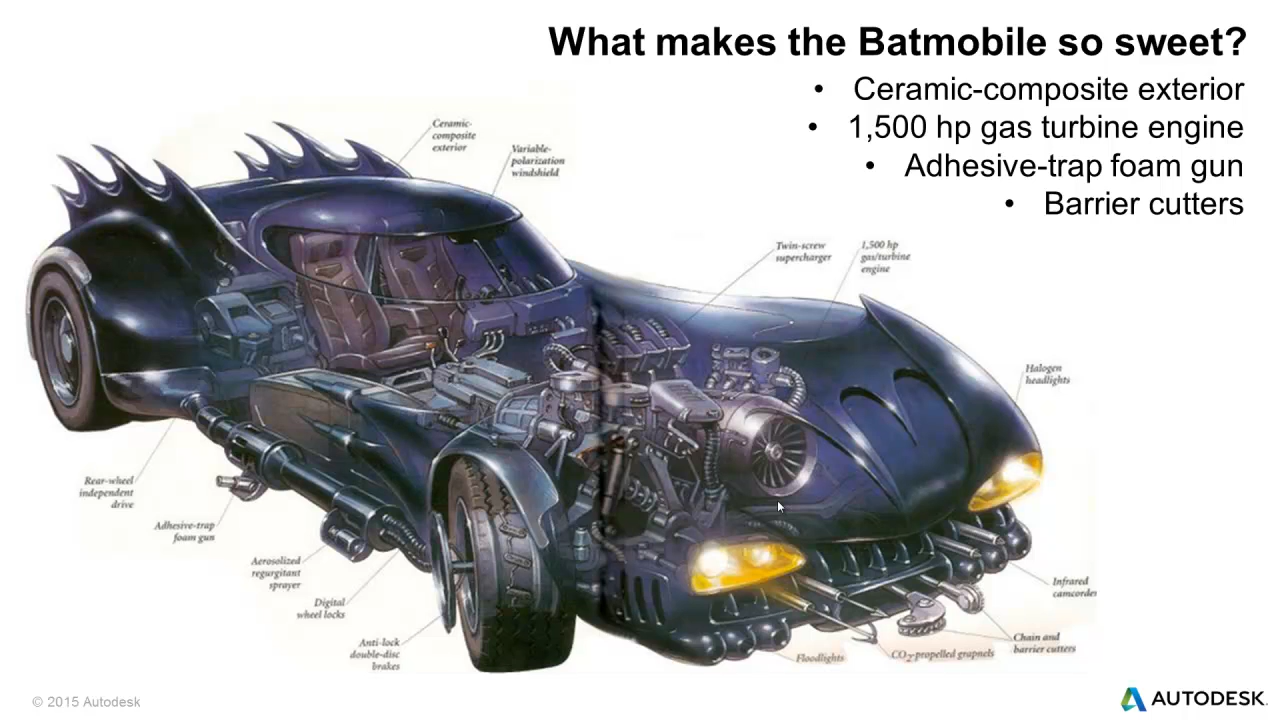 What makes the Batmobile so sweet?
• Ceramic-composite exterior
• 1,500 hp gas turbine engine
• Adhesive-trap foam gun
• Barrier cutters
Ceramic-
composite
exterior
Variable-
polarization
windshield
Twin-screw
supercharger
1,500 hp
gas/turbine
engine
Halogen
headlights
Rear-wheel
independent
drive
Adhesive-trap
foam gun
Aerosolized
regurgitant
sprayer
Digital
wheel locks
Anti-lock
double-disc
brakes
Infrared
camcorder
Chain and
barrier cutters
CO2-propelled grapnels
Floodlights
© 2015 Autodesk
AUTODESK.